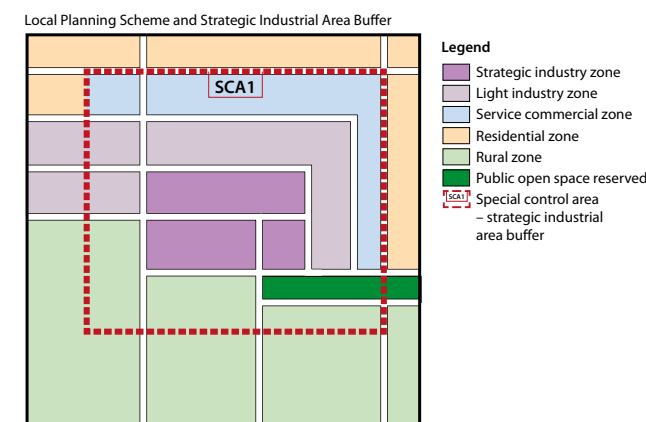 Local Planning Scheme and Strategic Industrial Area Buffer
SCA1
Legend
Strategic industry zone
Light industry zone
Service commercial zone
Residential zone
Rural zone
Public open space reserved
SCA1
Special control area
– strategic industrial
area buffer